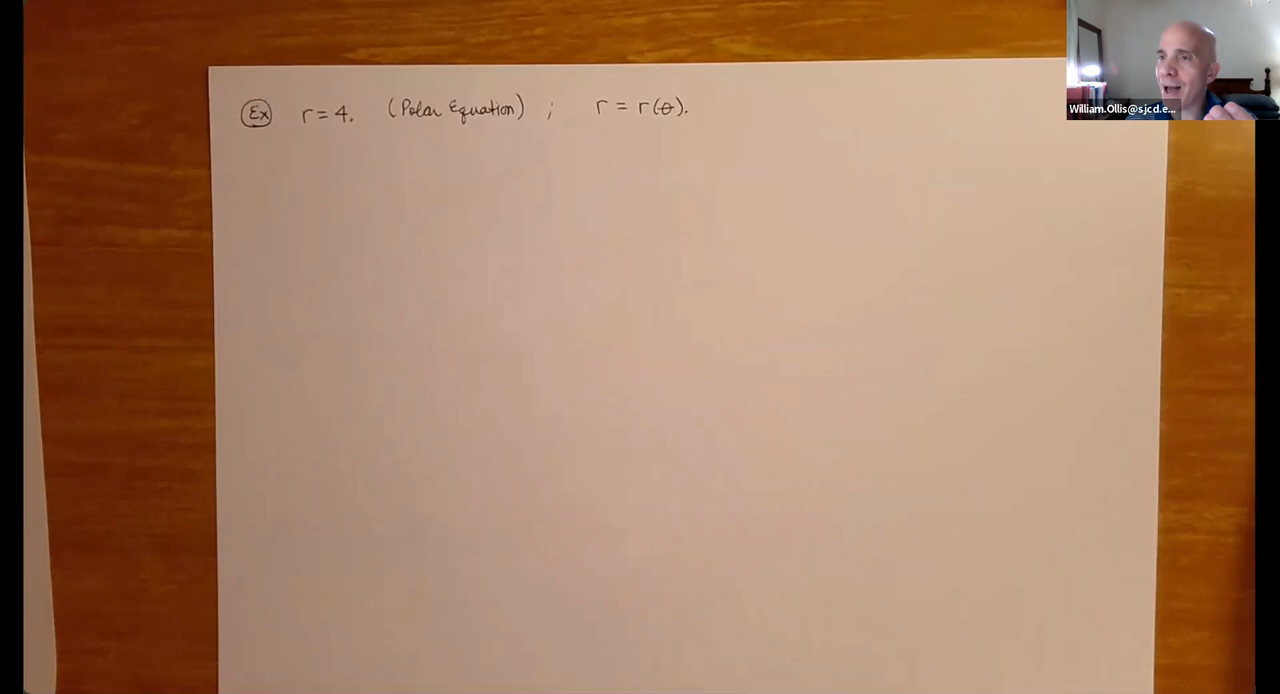 Ex r = 4. (Polar Equation) ; r = r(θ).
William.Ollis@sjcd.e...